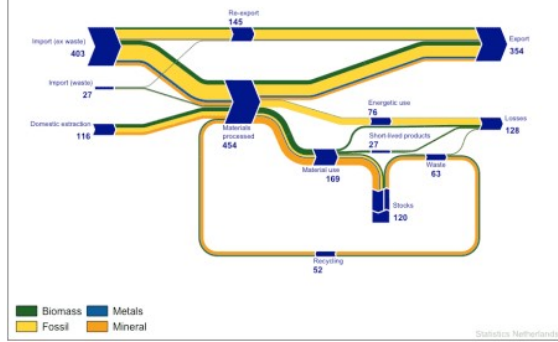 Re-export
145
Import (ex waste)
403
Export
354
Import (waste)
27
Domestic extraction
116
Materials
processed
454
Energetic use
76
Short-lived products
27
Losses
128
Material use
169
Waste
63
Stocks
120
Recycling
52
Biomass
Metals
Fossil
Mineral
Statistics Netherlands